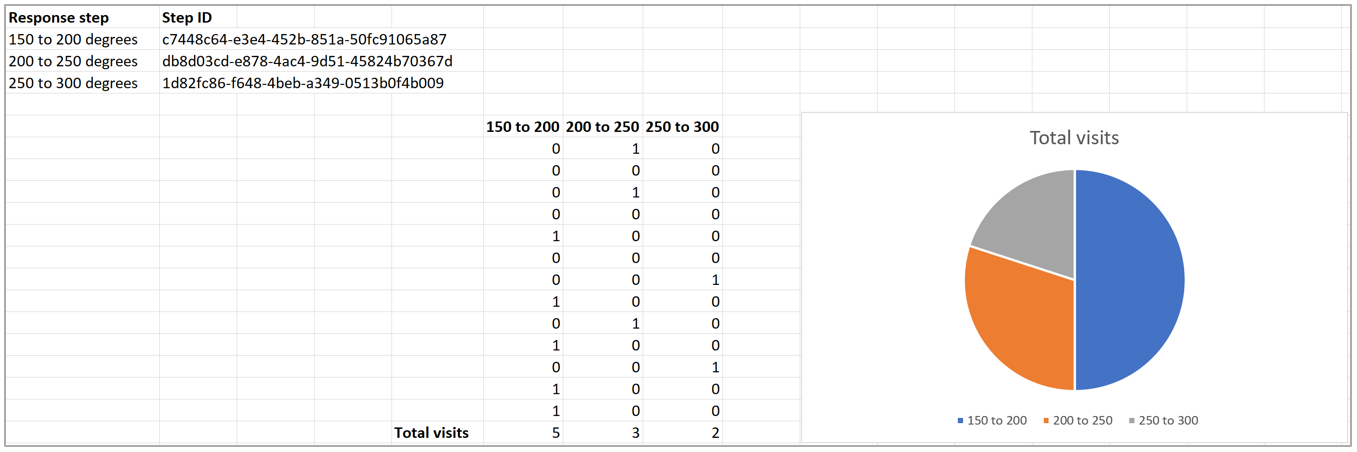 Response step Step ID
150 to 200 degrees c7448c64-e3e4-452b-851a-50fc91065a87
200 to 250 degrees db8d03cd-e878-4ac4-9d51-45824b70367d
250 to 300 degrees 1d82fc86-f648-4beb-a349-0513b0f4b009
150 to 200 200 to 250 250 to 300
0 1 0
0 0 0
0 1 0
0 0 0
1 0 0
0 0 0
0 0 1
1 0 0
0 1 0
1 0 0
0 0 1
1 0 0
1 0 0
Total visits 5 3 2
Total visits
150 to 200 200 to 250 250 to 300